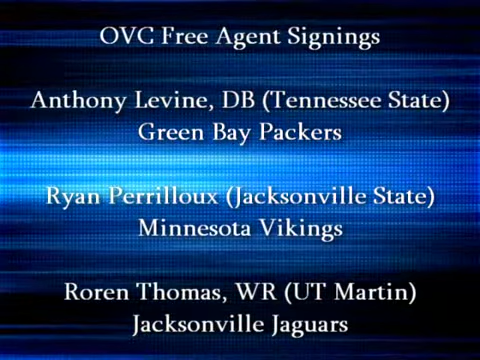 OVC Free Agent Signings
Anthony Levine, DB (Tennessee State)
Green Bay Packers
Ryan Perrilloux (Jacksonville State)
Minnesota Vikings
Roren Thomas, WR (UT Martin)
Jacksonville Jaguars